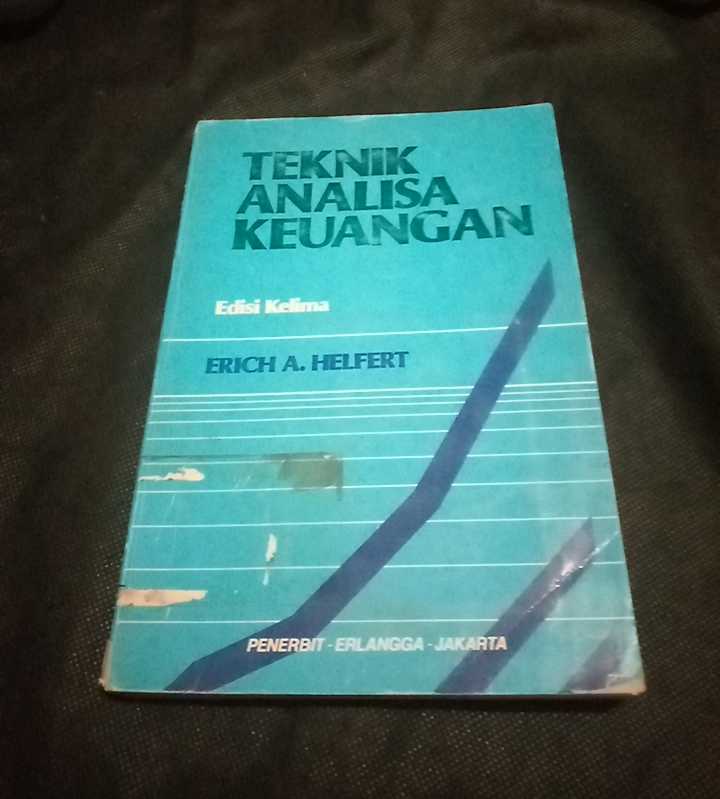 TEKNIK
ANALISA
KEUANGAN
Edisi Kelima
ERICH A. HELFERT
PENERBIT - ERLANGGA - JAKARTA